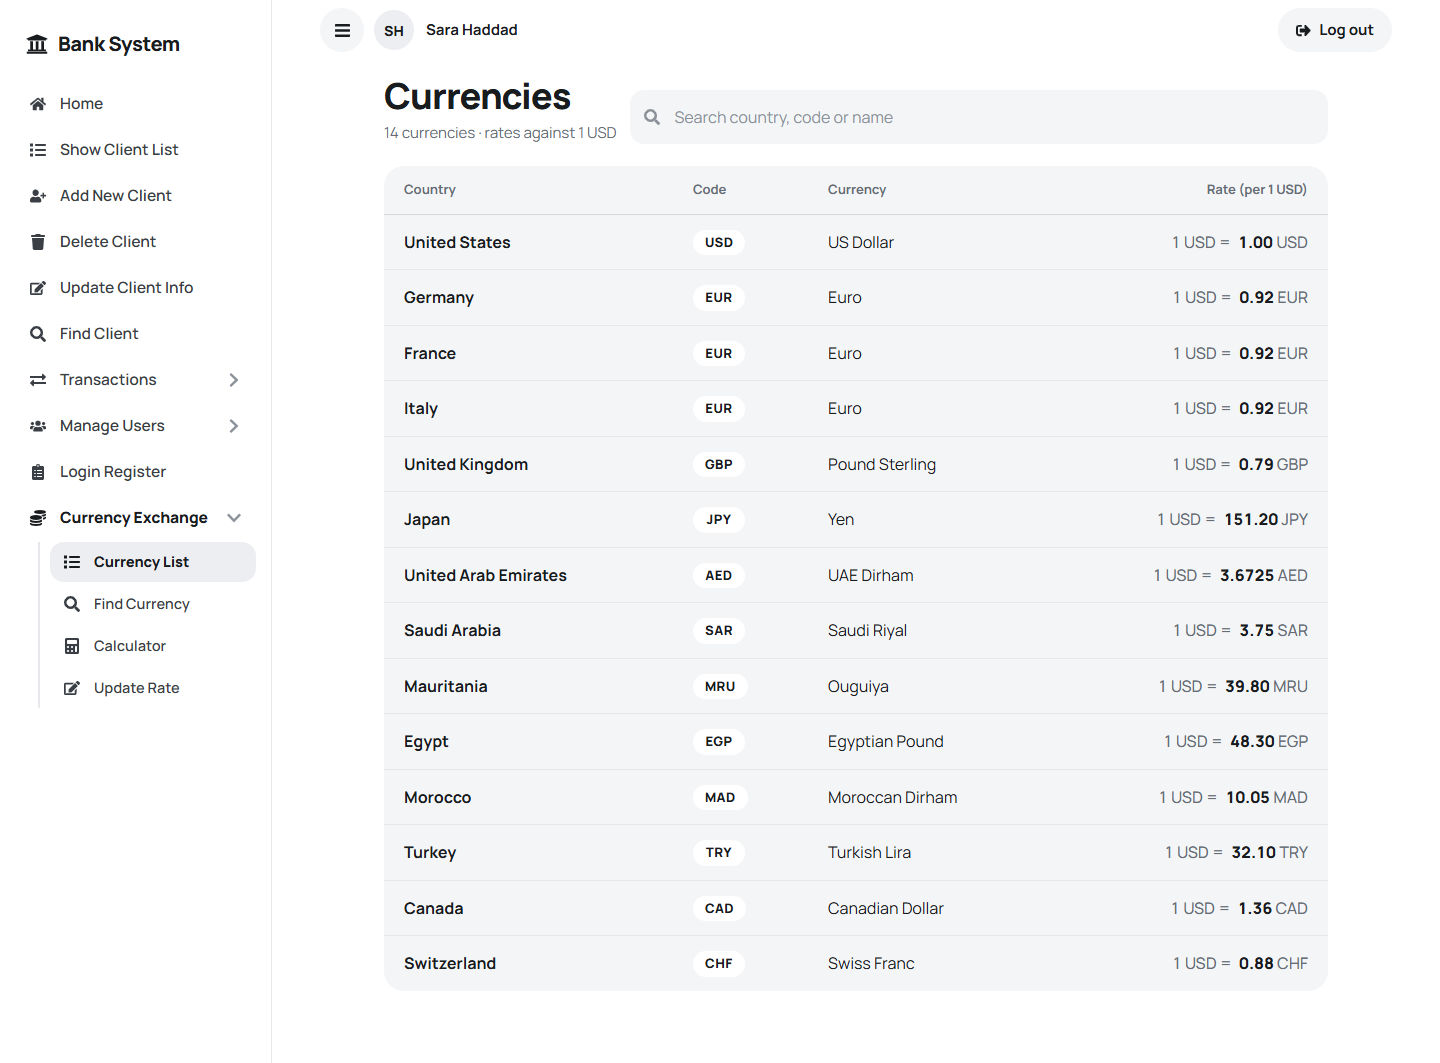 Bank System
Home
Show Client List
Add New Client
Delete Client
Update Client Info
Find Client
Transactions
Manage Users
Login Register
Currency Exchange
Currency List
Find Currency
Calculator
Update Rate
SH Sara Haddad
Log out
Currencies
14 currencies · rates against 1 USD
Search country, code or name
Country Code Currency Rate (per 1 USD)
United States USD US Dollar 1 USD = 1.00 USD
Germany EUR Euro 1 USD = 0.92 EUR
France EUR Euro 1 USD = 0.92 EUR
Italy EUR Euro 1 USD = 0.92 EUR
United Kingdom GBP Pound Sterling 1 USD = 0.79 GBP
Japan JPY Yen 1 USD = 151.20 JPY
United Arab Emirates AED UAE Dirham 1 USD = 3.6725 AED
Saudi Arabia SAR Saudi Riyal 1 USD = 3.75 SAR
Mauritania MRU Ouguiya 1 USD = 39.80 MRU
Egypt EGP Egyptian Pound 1 USD = 48.30 EGP
Morocco MAD Moroccan Dirham 1 USD = 10.05 MAD
Turkey TRY Turkish Lira 1 USD = 32.10 TRY
Canada CAD Canadian Dollar 1 USD = 1.36 CAD
Switzerland CHF Swiss Franc 1 USD = 0.88 CHF